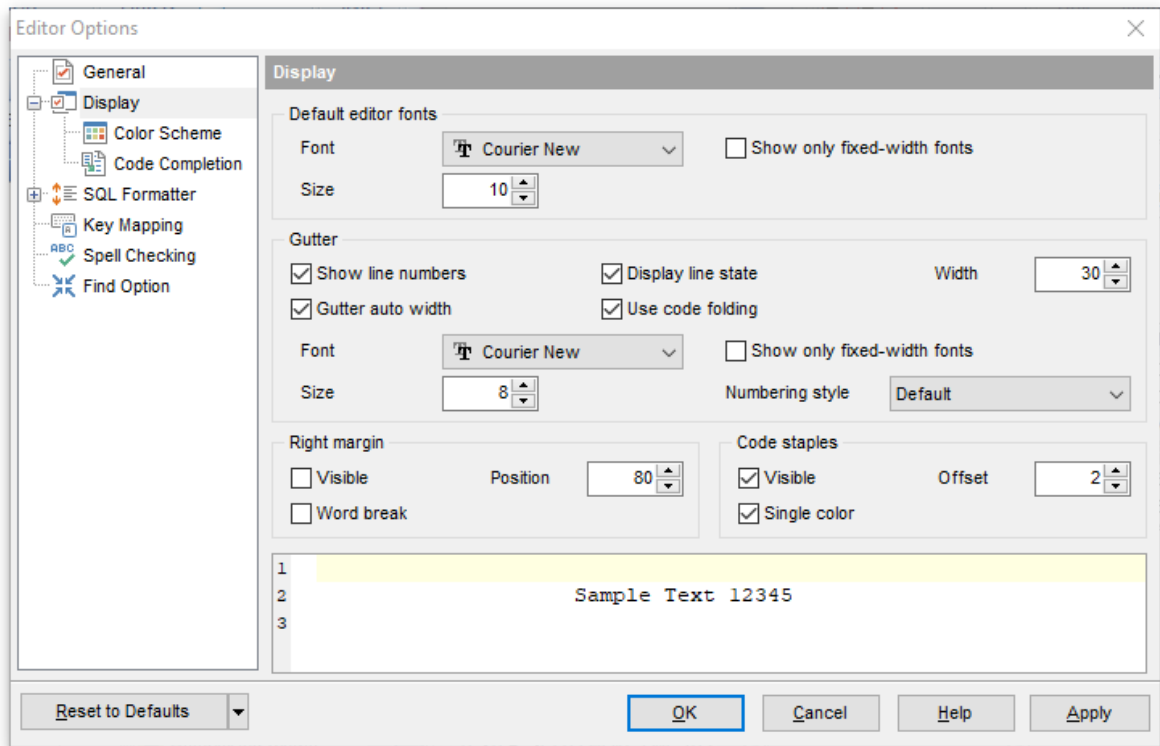 Editor Options
General
Display
Color Scheme
Code Completion
SQL Formatter
Key Mapping
ABC
Spell Checking
Find Option
Display
Default editor fonts
Font Courier New Show only fixed-width fonts
Size 10
Gutter
Show line numbers Display line state Width 30
Gutter auto width Use code folding
Font Courier New Show only fixed-width fonts
Size 8 Numbering style Default
Right margin
Visible Position 80
Word break
Code staples
Visible Offset 2
Single color
1
2 Sample Text 12345
3
Reset to Defaults OK Cancel Help Apply